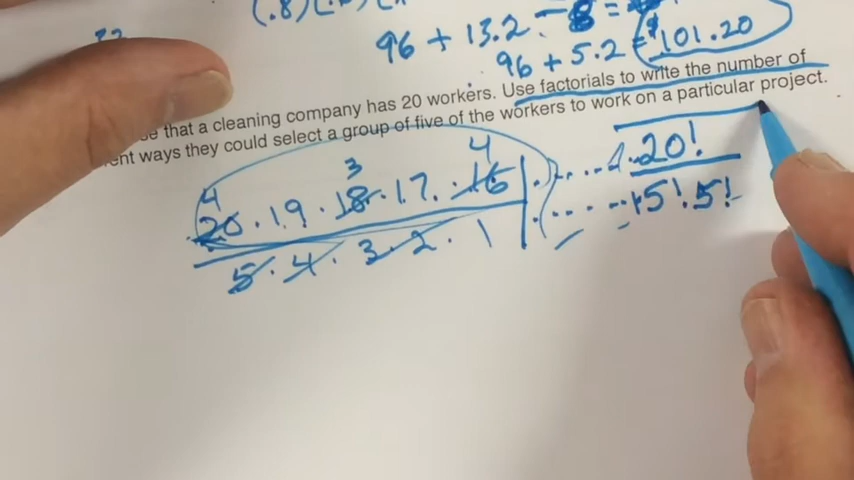 96 + 13.2 - 8 =
96 + 5.2 = $101.20
that a cleaning company has 20 workers. Use factorials to write the number of
ent ways they could select a group of five of the workers to work on a particular project.
4 3 4
20 · 19 · 18 · 17 · 16 20!
5 · 4 · 3 · 2 · 1 15! · 5!